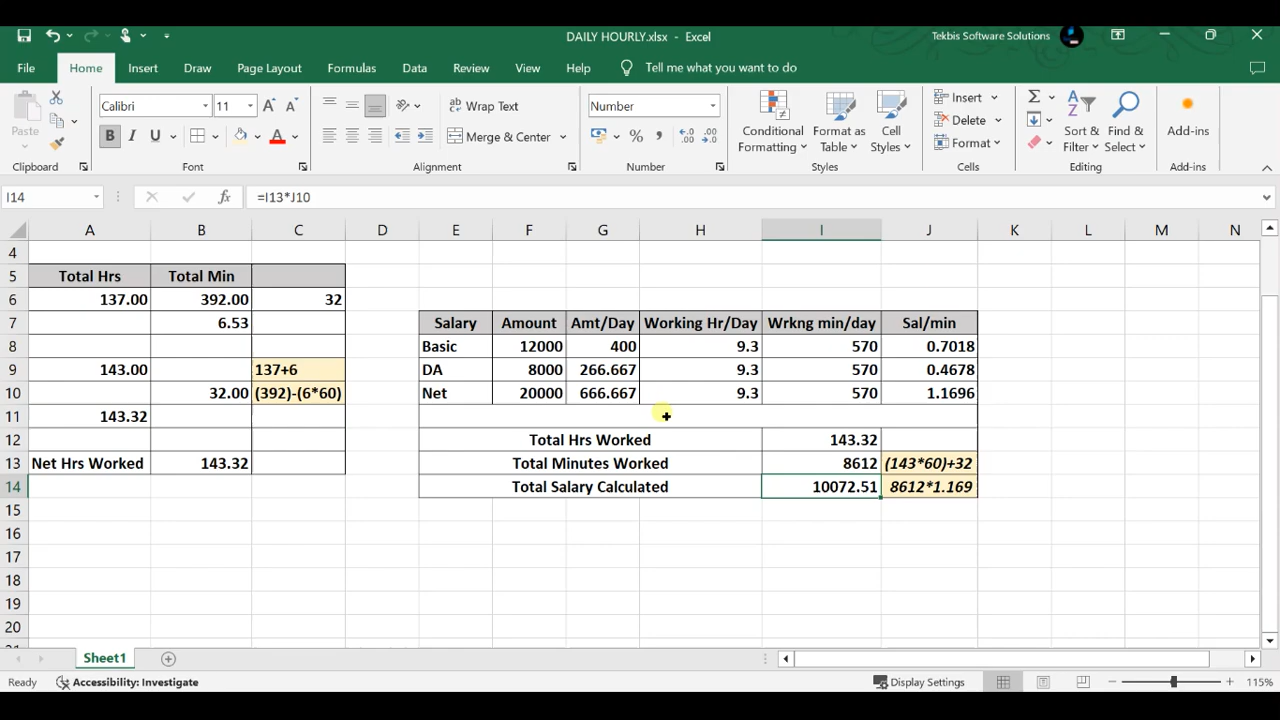 DAILY HOURLY.xlsx - Excel
Tekbis Software Solutions
File Home Insert Draw Page Layout Formulas Data Review View Help Tell me what you want to do
Paste
Calibri 11
Wrap Text
Merge & Center
Number
Conditional Formatting
Format as Table
Cell Styles
Insert
Delete
Format
Sort & Filter
Find & Select
Add-ins
Clipboard Font Alignment Number Styles Cells Editing Add-ins
I14 fx =I13*J10
A B C D E F G H I J K L M N
4
5 Total Hrs Total Min
6 137.00 392.00 32
7 6.53 Salary Amount Amt/Day Working Hr/Day Wrkng min/day Sal/min
8 Basic 12000 400 9.3 570 0.7018
9 143.00 137+6 DA 8000 266.667 9.3 570 0.4678
10 32.00 (392)-(6*60) Net 20000 666.667 9.3 570 1.1696
11 143.32
12 Total Hrs Worked 143.32
13 Net Hrs Worked 143.32 Total Minutes Worked 8612 (143*60)+32
14 Total Salary Calculated 10072.51 8612*1.169
15
16
17
18
19
20
Sheet1
Ready Accessibility: Investigate Display Settings 115%